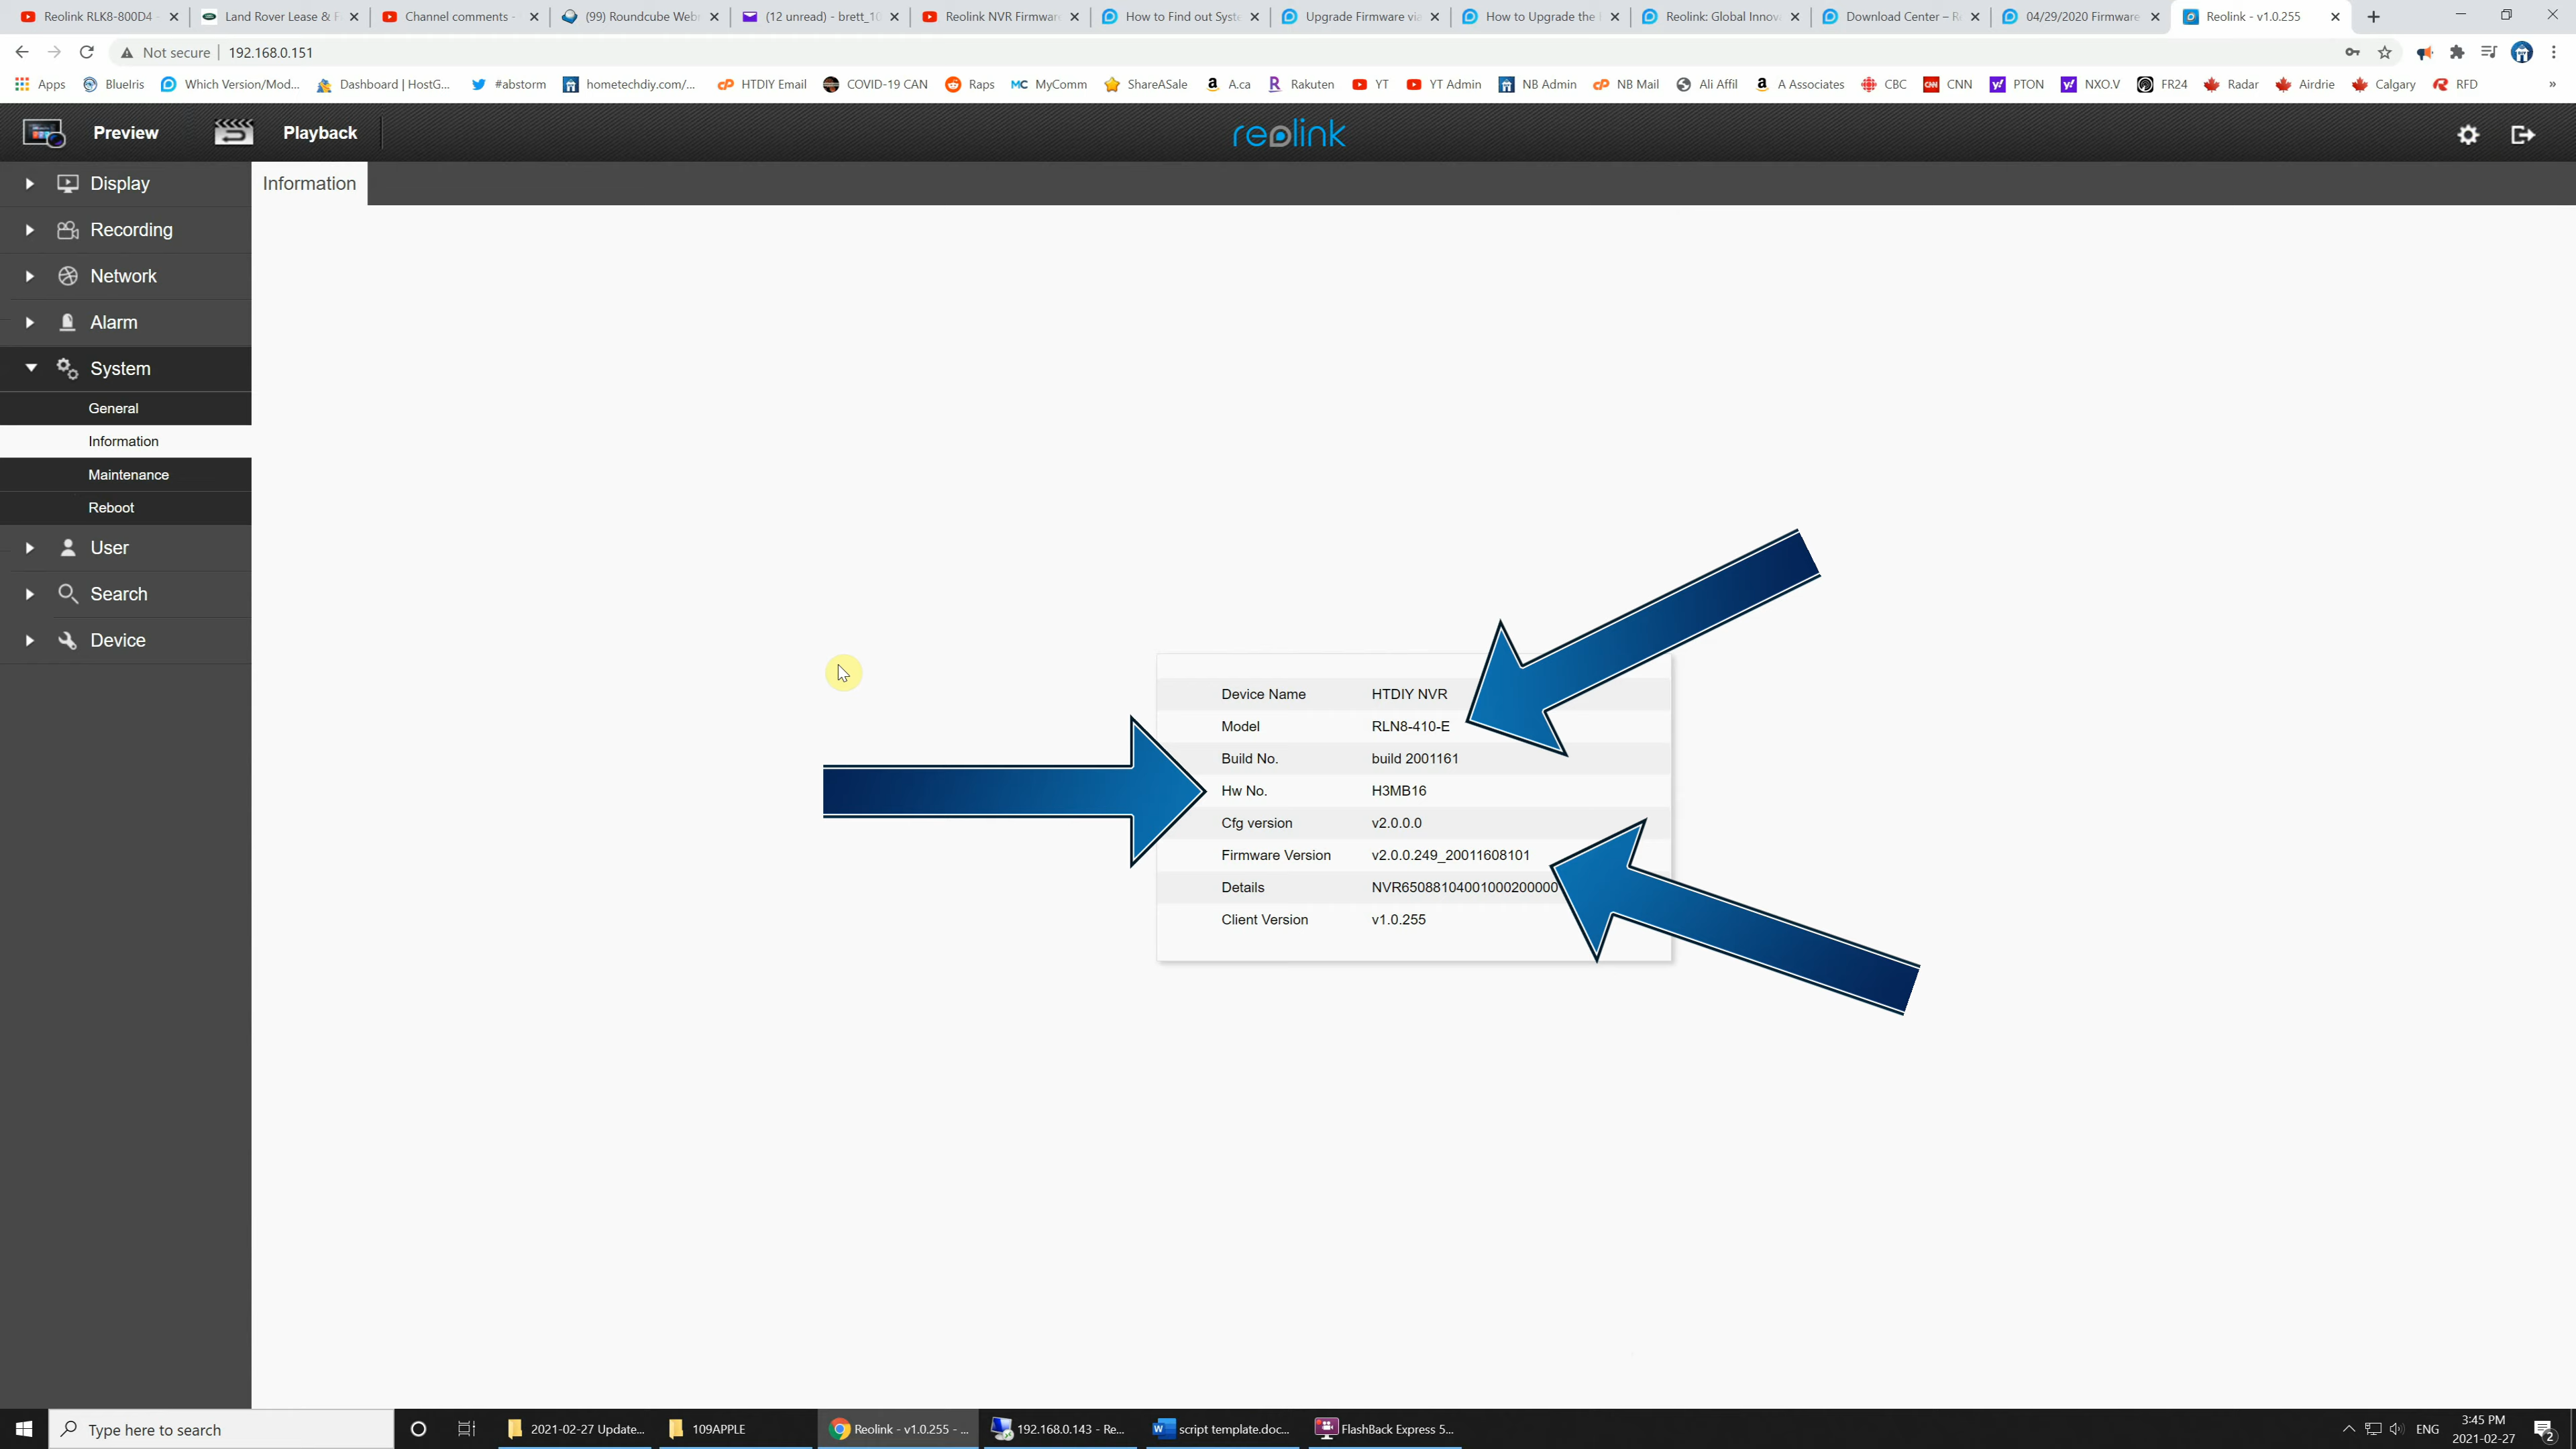 Reolink RLK8-800D4 -
Land Rover Lease & F
Channel comments -
(99) Roundcube Web
(12 unread) - brett_10
Reolink NVR Firmwar
How to Find out Syst
Upgrade Firmware via
How to Upgrade the
Reolink: Global Innov
Download Center – R
04/29/2020 Firmware
Reolink - v1.0.255
Not secure
192.168.0.151
Apps
BlueIris
Which Version/Mod...
Dashboard | HostG...
#abstorm
hometechdiy.com/...
HTDIY Email
COVID-19 CAN
Raps
MC MyComm
ShareASale
A.ca
Rakuten
YT
YT Admin
NB Admin
NB Mail
Ali Affil
A Associates
CBC
CNN
PTON
NXO.V
FR24
Radar
Airdrie
Calgary
RFD
»
Preview
Playback
reolink
Display
Recording
Network
Alarm
System
General
Information
Maintenance
Reboot
User
Search
Device
Information
Device Name HTDIY NVR
Model RLN8-410-E
Build No. build 2001161
Hw No. H3MB16
Cfg version v2.0.0.0
Firmware Version v2.0.0.249_20011608101
Details NVR65088104001000200000
Client Version v1.0.255
Type here to search
2021-02-27 Update...
109APPLE
Reolink - v1.0.255 - ...
192.168.0.143 - Re...
script template.doc...
FlashBack Express 5...
ENG
3:45 PM
2021-02-27
2